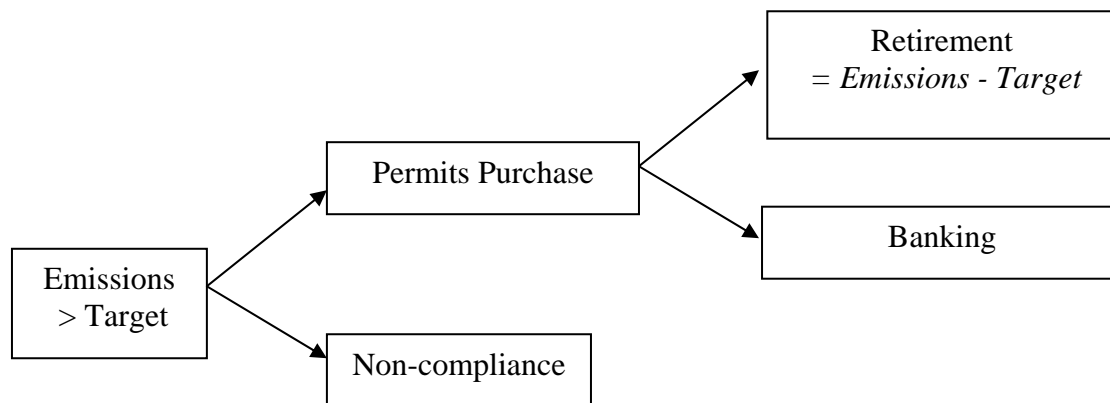 Retirement
= Emissions - Target
Permits Purchase
Banking
Emissions
> Target
Non-compliance